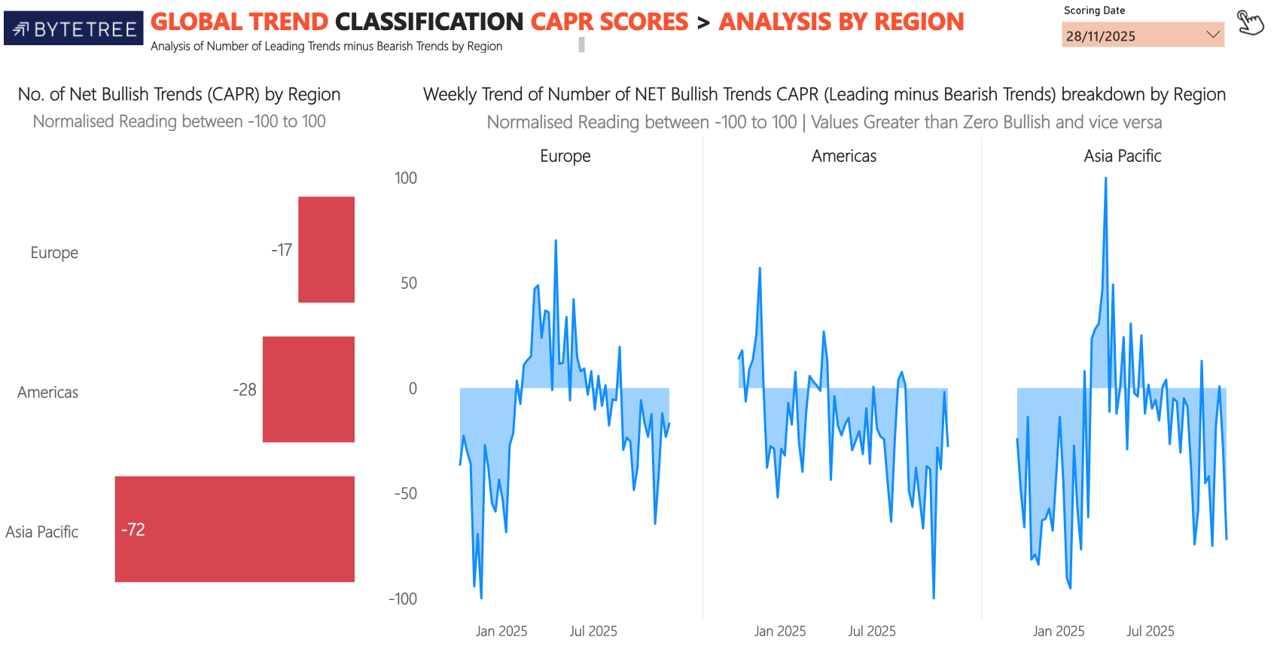 BYTETREE
GLOBAL TREND CLASSIFICATION CAPR SCORES > ANALYSIS BY REGION
Analysis of Number of Leading Trends minus Bearish Trends by Region
Scoring Date
28/11/2025
No. of Net Bullish Trends (CAPR) by Region
Normalised Reading between -100 to 100
Europe
-17
Americas
-28
Asia Pacific
-72
Weekly Trend of Number of NET Bullish Trends CAPR (Leading minus Bearish Trends) breakdown by Region
Normalised Reading between -100 to 100 | Values Greater than Zero Bullish and vice versa
Europe Americas Asia Pacific
100
50
0
-50
-100
Jan 2025 Jul 2025 Jan 2025 Jul 2025 Jan 2025 Jul 2025